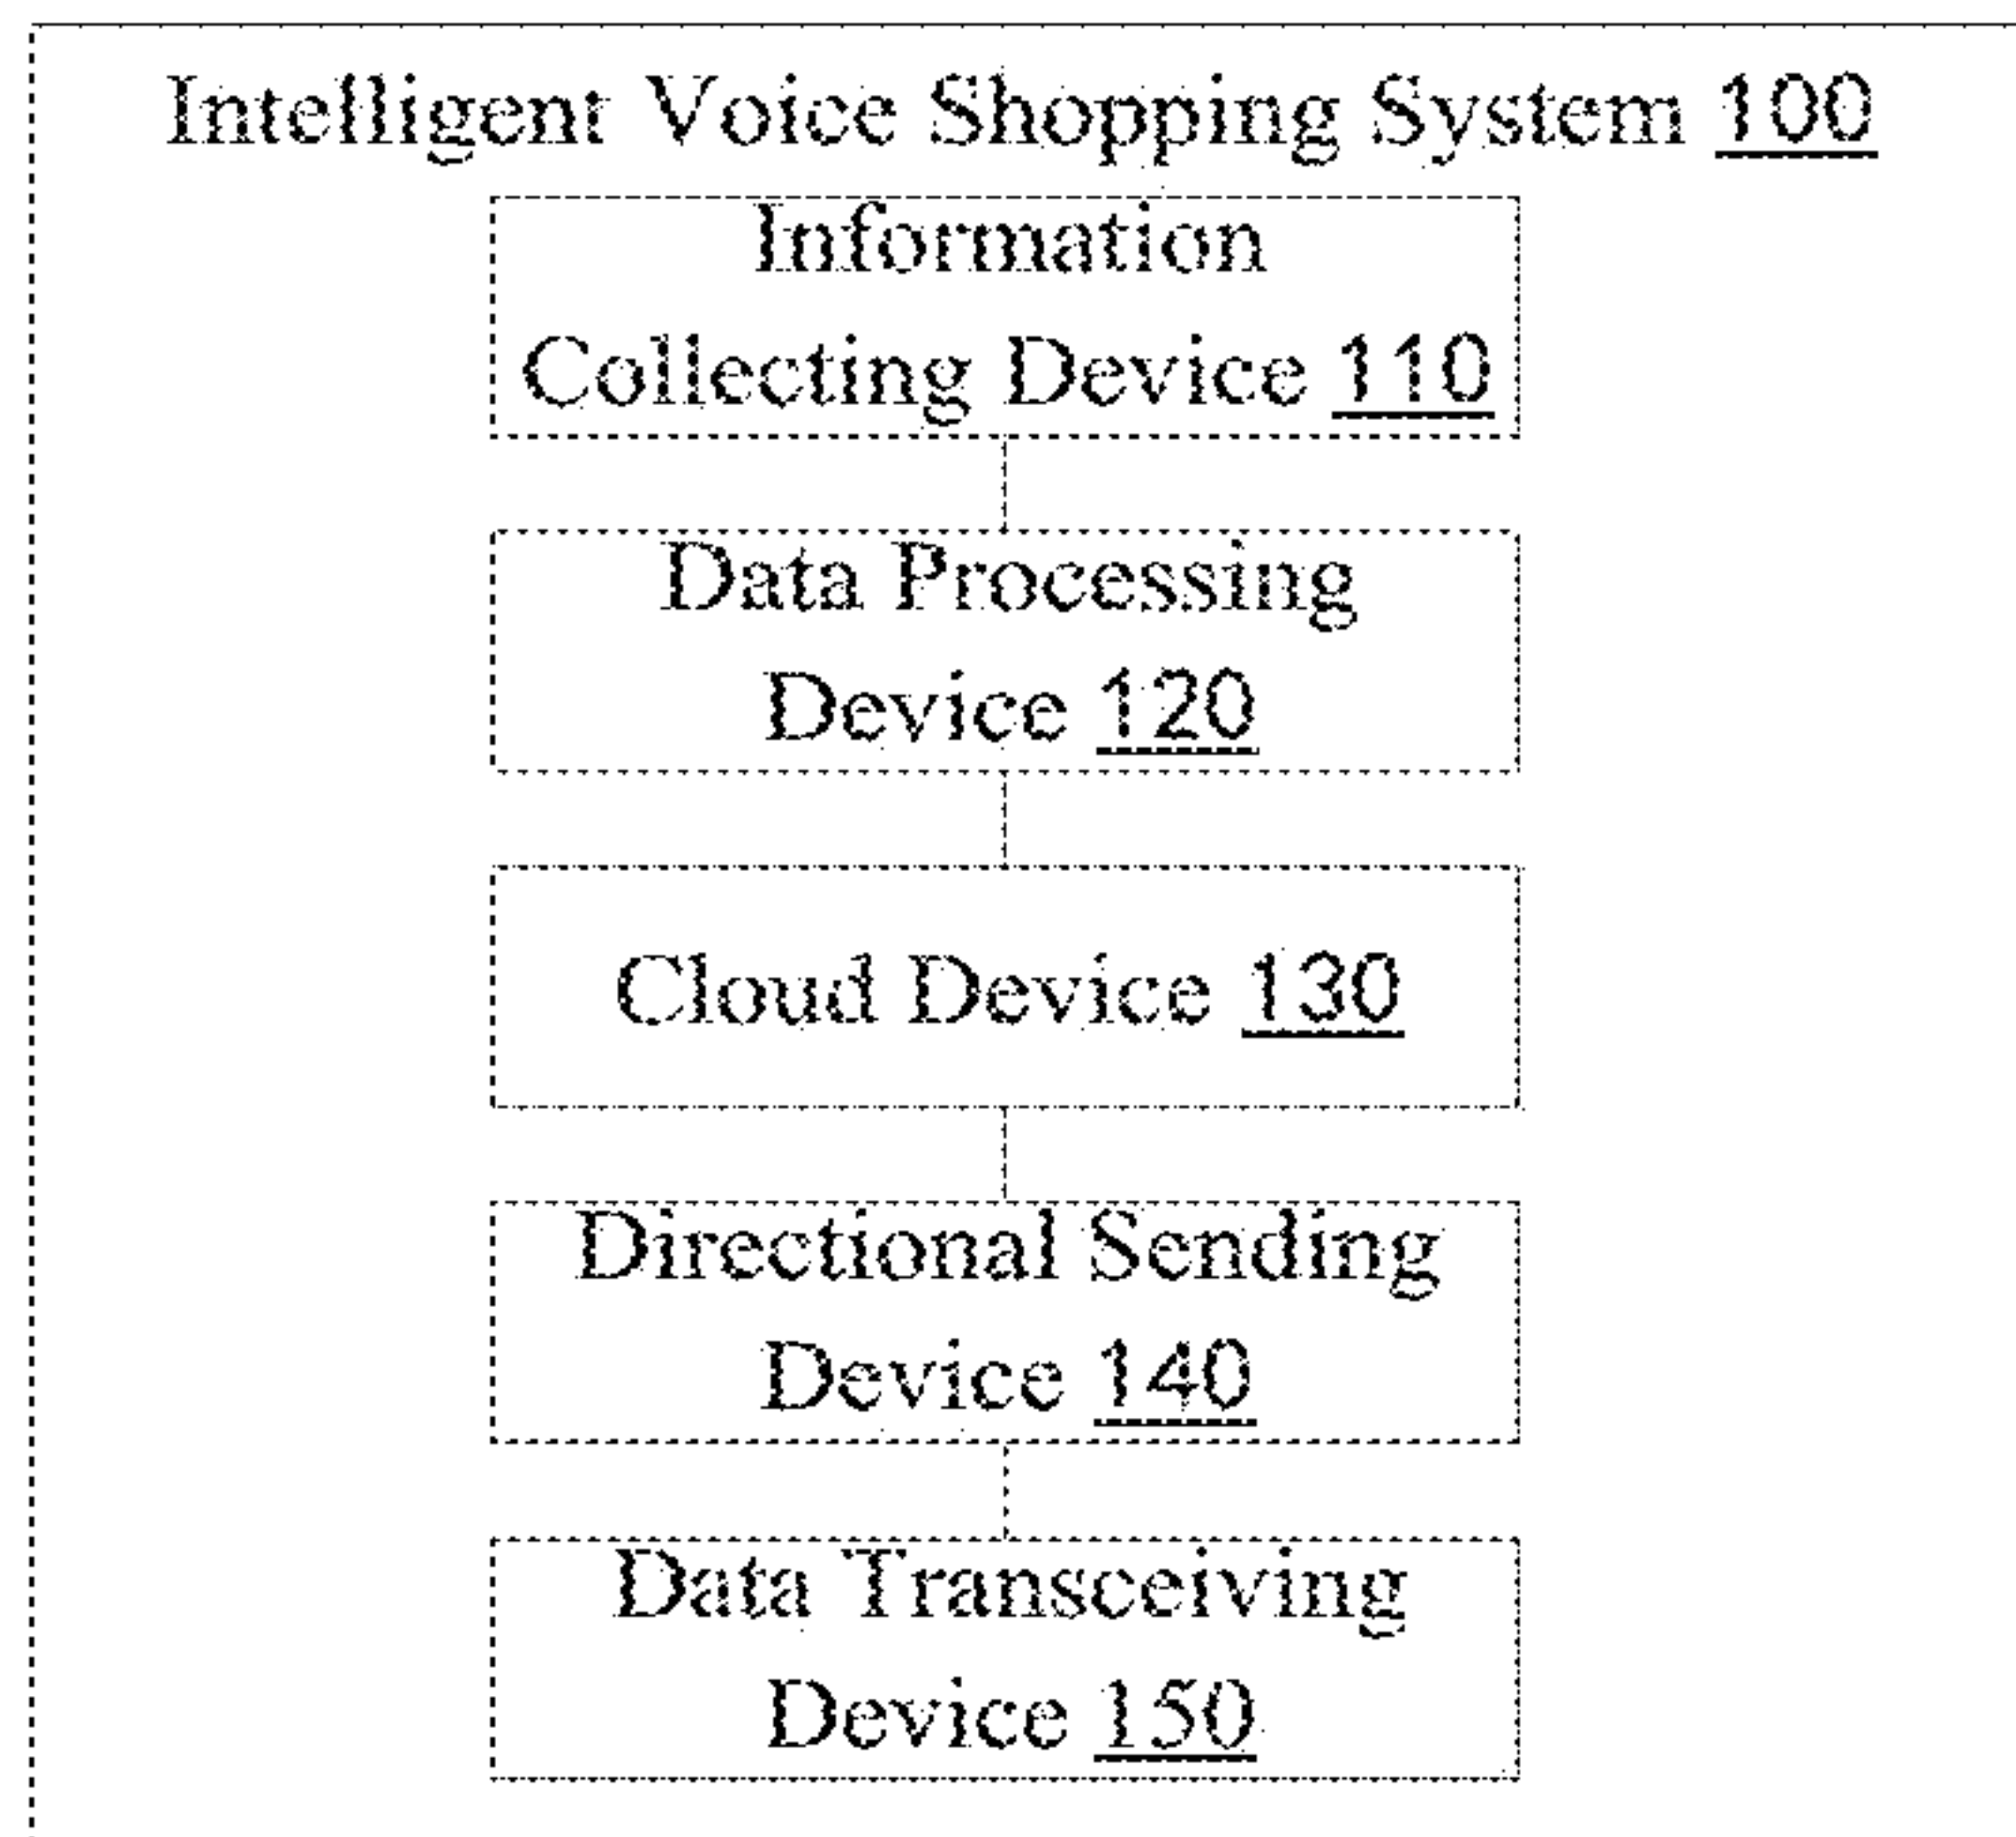 Intelligent Voice Shopping System 100
Information
Collecting Device 110
Data Processing
Device 120
Cloud Device 130
Directional Sending
Device 140
Data Transceiving
Device 150